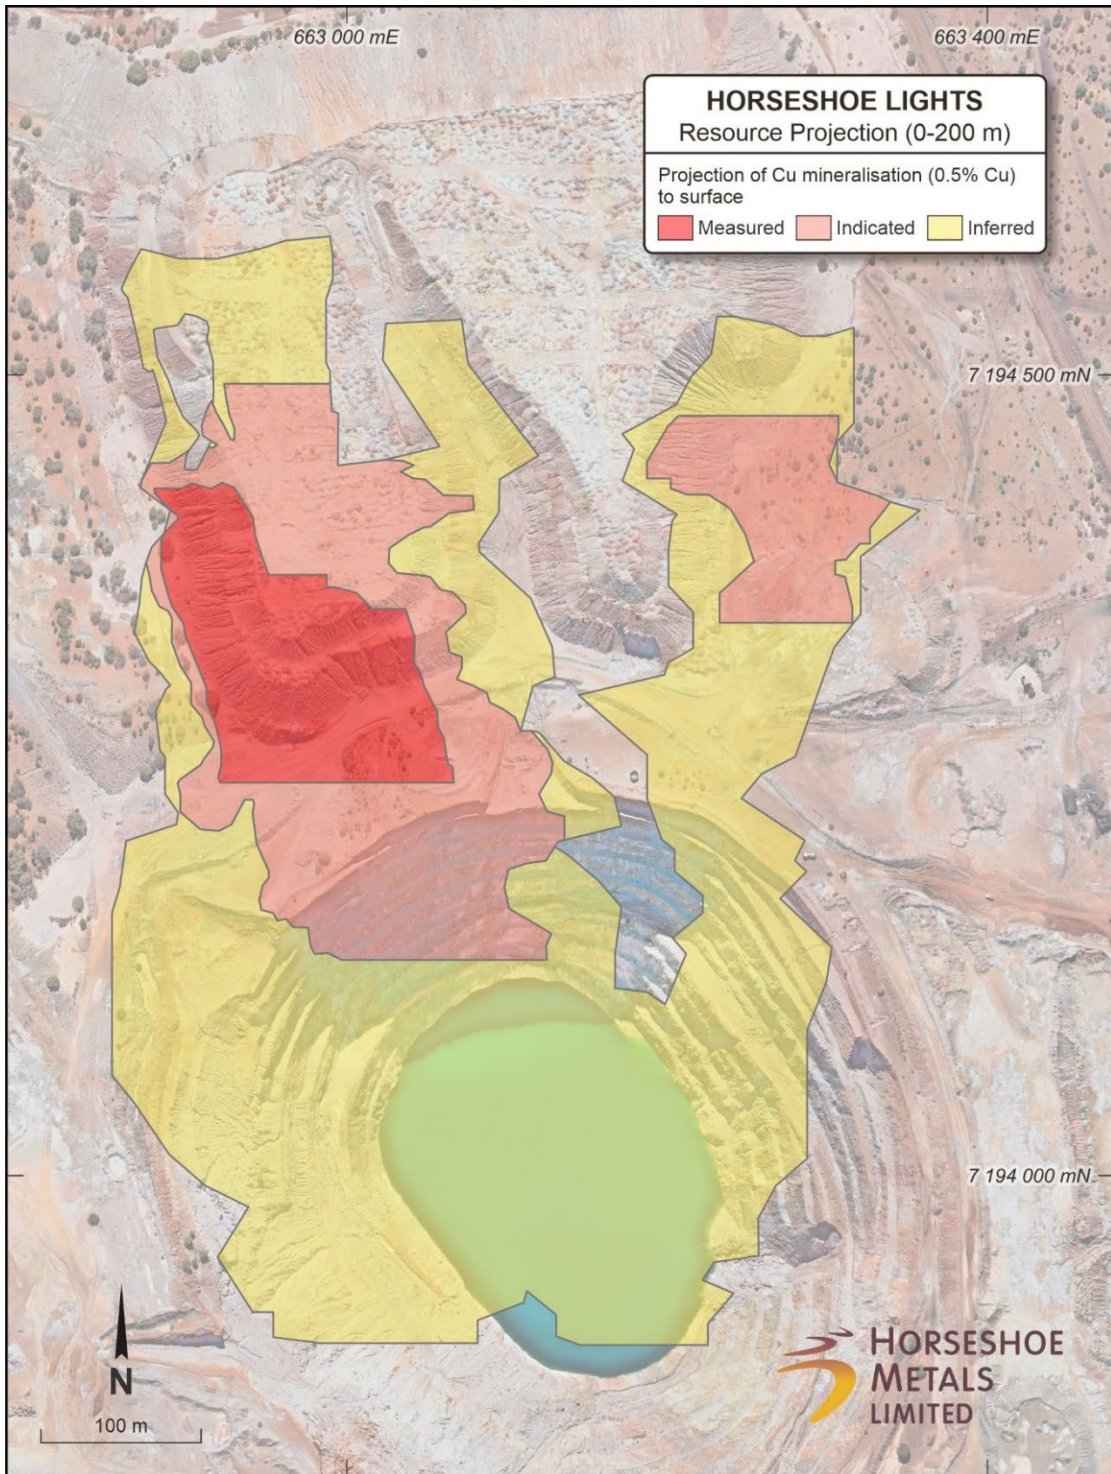 663 000 mE
663 400 mE
HORSESHOE LIGHTS
Resource Projection (0-200 m)
Projection of Cu mineralisation (0.5% Cu)
to surface
Measured
Indicated
Inferred
7 194 500 mN
7 194 000 mN
N
100 m
HORSESHOE
METALS
LIMITED